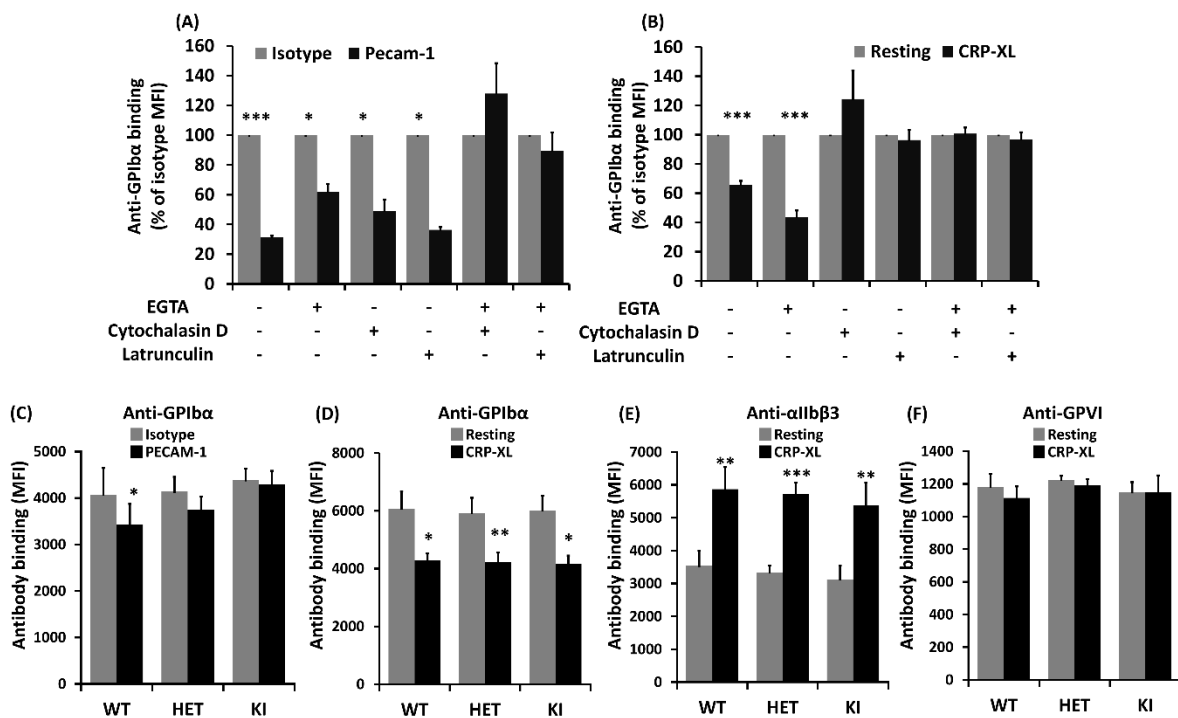 (A)
Isotype Pecam-1
Anti-GPIbα binding
(% of isotype MFI)
160
140
120
100
80
60
40
20
0
*** * * *
EGTA - + - - + +
Cytochalasin D - - + - + -
Latrunculin - - - + - +
(B)
Resting CRP-XL
Anti-GPIbα binding
(% of isotype MFI)
160
140
120
100
80
60
40
20
0
*** ***
EGTA - + - - + +
Cytochalasin D - - + - + -
Latrunculin - - - + - +
(C) Anti-GPIbα
Isotype
PECAM-1
Antibody binding (MFI)
5000
4000
3000
2000
1000
0
*
WT HET KI
(D) Anti-GPIbα
Resting
CRP-XL
Antibody binding (MFI)
8000
6000
4000
2000
0
* ** *
WT HET KI
(E) Anti-αIIbβ3
Resting
CRP-XL
Antibody binding (MFI)
7000
6000
5000
4000
3000
2000
1000
0
** *** **
WT HET KI
(F) Anti-GPVI
Resting
CRP-XL
Antibody binding (MFI)
1400
1200
1000
800
600
400
200
0
WT HET KI